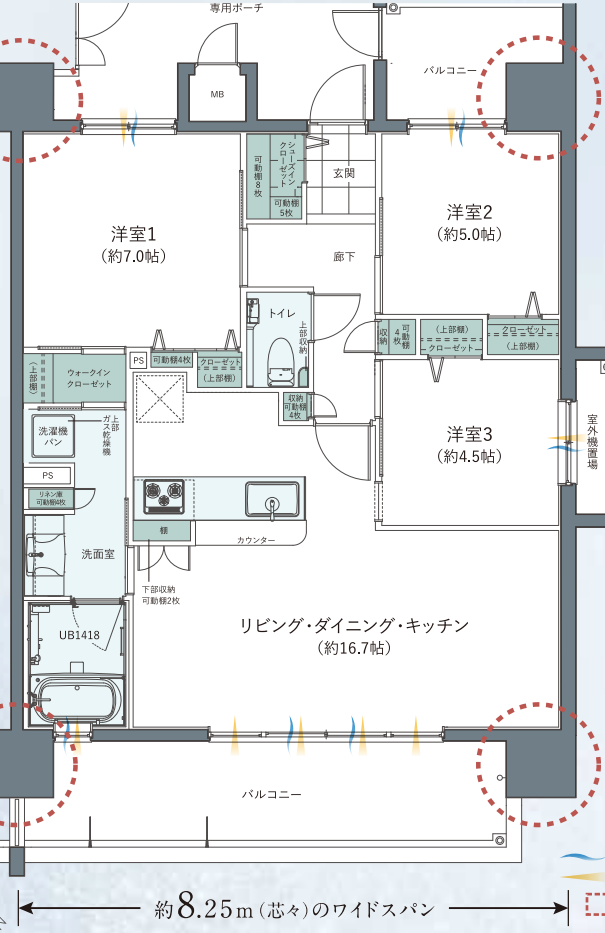 専用ポーチ
MB
バルコニー
洋室1
(約7.0帖)
可動棚8枚
シューズイン
クローゼット
可動棚
5枚
玄関
洋室2
(約5.0帖)
廊下
トイレ
上部収納
収納
可動棚
4枚
(上部棚)
クローゼット
クローゼット
(上部棚)
PS
可動棚4枚
クローゼット
(上部棚)
(上部棚)
ウォークイン
クローゼット
収納
可動棚
4枚
洋室3
(約4.5帖)
室外機置場
洗濯機
パン
上部
ガス乾燥機
PS
リネン庫
可動棚4枚
洗面室
棚
カウンター
下部収納
可動棚2枚
UB1418
リビング・ダイニング・キッチン
(約16.7帖)
バルコニー
約8.25m(芯々)のワイドスパン